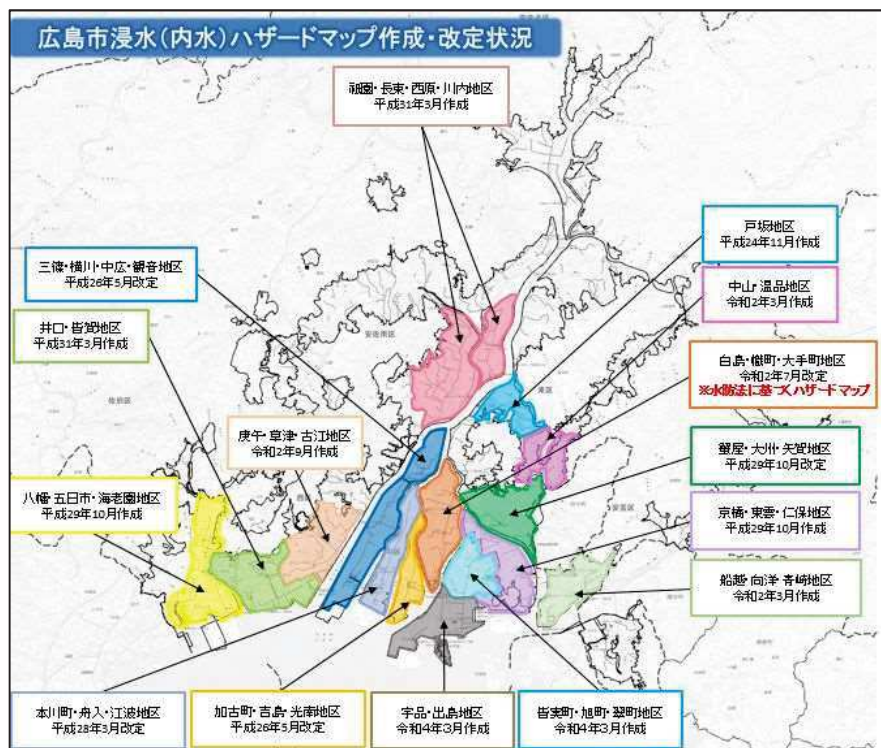 広島市浸水(内水)ハザードマップ作成・改定状況
祇園・長束・西原・川内地区
平成31年3月作成
戸坂地区
平成24年11月作成
三篠・横川・中広・観音地区
平成26年5月改定
中山・温品地区
令和2年3月作成
井口・皆賀地区
平成31年3月作成
白島・幟町・大手町地区
令和2年7月改定
※水防法に基づくハザードマップ
安佐南区
佐伯区
東区
庚午・草津・古江地区
令和2年9月作成
蟹屋・大州・矢賀地区
平成29年10月改定
八幡・五日市・海老園地区
平成29年10月作成
安芸区
京橋・東雲・仁保地区
平成29年10月作成
船越・向洋・青崎地区
令和2年3月作成
本川町・舟入・江波地区
平成28年3月改定
加古町・吉島・光南地区
平成26年5月改定
宇品・出島地区
令和4年3月作成
皆実町・旭町・翠町地区
令和4年3月作成